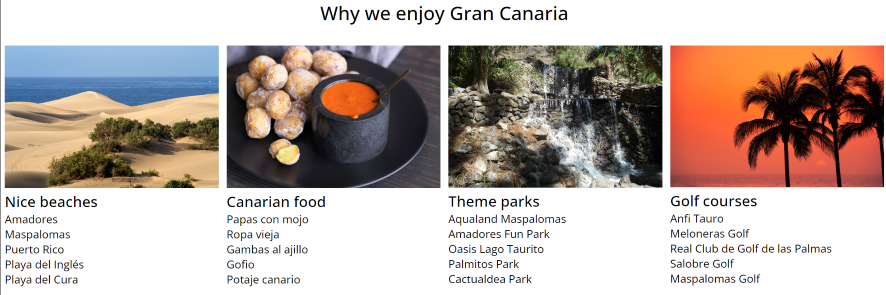 Why we enjoy Gran Canaria
Nice beaches
Amadores
Maspalomas
Puerto Rico
Playa del Inglés
Playa del Cura
Canarian food
Papas con mojo
Ropa vieja
Gambas al ajillo
Gofio
Potaje canario
Theme parks
Aqualand Maspalomas
Amadores Fun Park
Oasis Lago Taurito
Palmitos Park
Cactualdea Park
Golf courses
Anfi Tauro
Meloneras Golf
Real Club de Golf de las Palmas
Salobre Golf
Maspalomas Golf